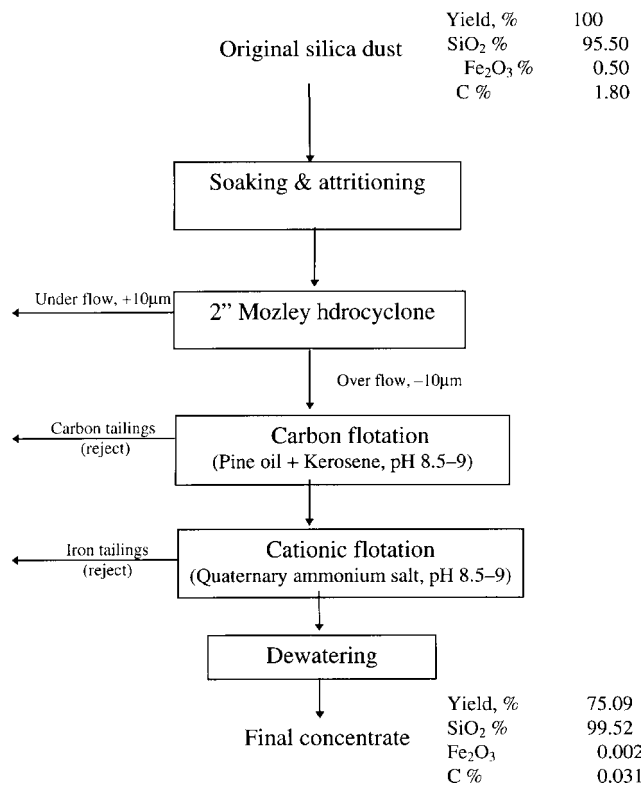 Yield, % 100
Original silica dust
SiO₂ % 95.50
Fe₂O₃ % 0.50
C % 1.80
Soaking & attritioning
Under flow, +10μm
2” Mozley hdrocyclone
Over flow, –10μm
Carbon tailings
(reject)
Carbon flotation
(Pine oil + Kerosene, pH 8.5–9)
Iron tailings
(reject)
Cationic flotation
(Quaternary ammonium salt, pH 8.5–9)
Dewatering
Final concentrate
Yield, % 75.09
SiO₂ % 99.52
Fe₂O₃ 0.002
C % 0.031